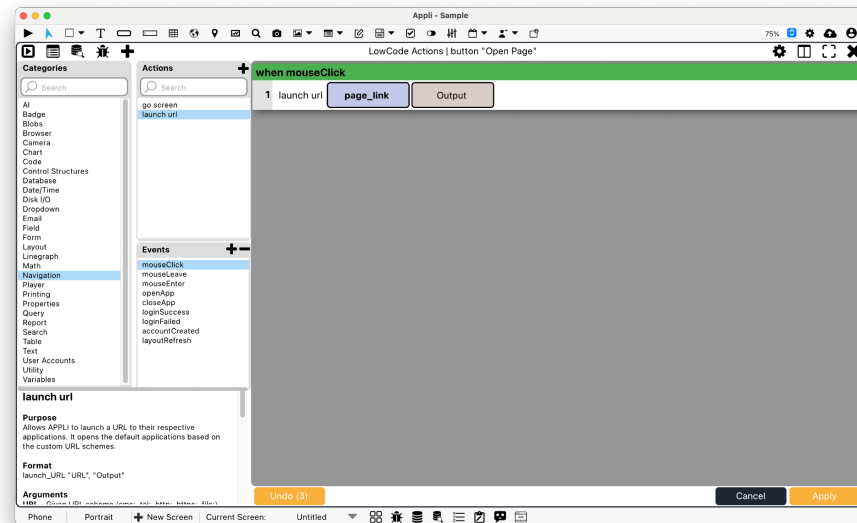 Appli - Sample
75%
LowCode Actions | button "Open Page"
Categories
Search
AI
Badge
Blobs
Browser
Camera
Chart
Code
Control Structures
Database
Date/Time
Disk I/O
Dropdown
Email
Field
Form
Layout
Linegraph
Math
Navigation
Player
Printing
Properties
Query
Report
Search
Table
Text
User Accounts
Utility
Variables
Actions
Search
go screen
launch url
Events
mouseClick
mouseLeave
mouseEnter
openApp
closeApp
loginSuccess
loginFailed
accountCreated
layoutRefresh
when mouseClick
1 launch url page_link Output
launch url
Purpose
Allows APPLI to launch a URL to their respective
applications. It opens the default applications based on
the custom URL schemes.
Format
launch_URL "URL", "Output"
Arguments
Undo (3)
Cancel
Apply
Phone
Portrait
New Screen
Current Screen:
Untitled